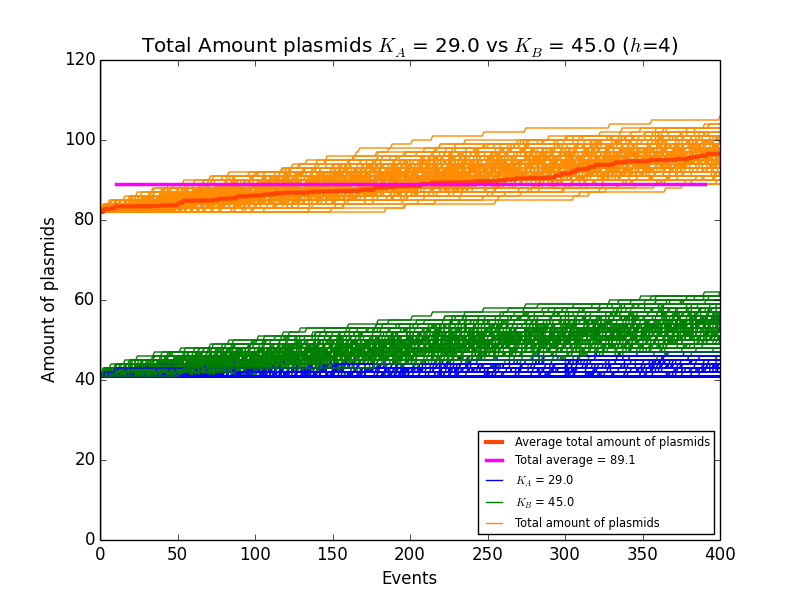 Total Amount plasmids K_A = 29.0 vs K_B = 45.0 (h=4)
120
100
80
60
40
20
0
Amount of plasmids
0 50 100 150 200 250 300 350 400
Events
Average total amount of plasmids
Total average = 89.1
K_A = 29.0
K_B = 45.0
Total amount of plasmids